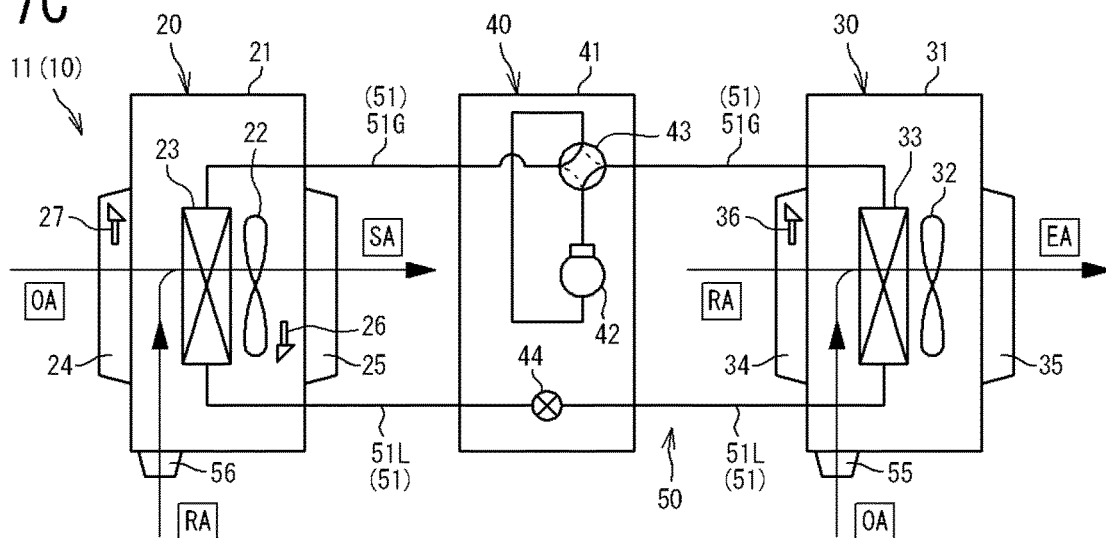 7C
20 21 40 41 30 31
11(10)
(51) (51)
51G 43 51G
23 22 33 32
27 SA 36 EA
OA RA
26 42
24 25 44 34 35
56 51L 51L 55
(51) 50 (51)
RA OA